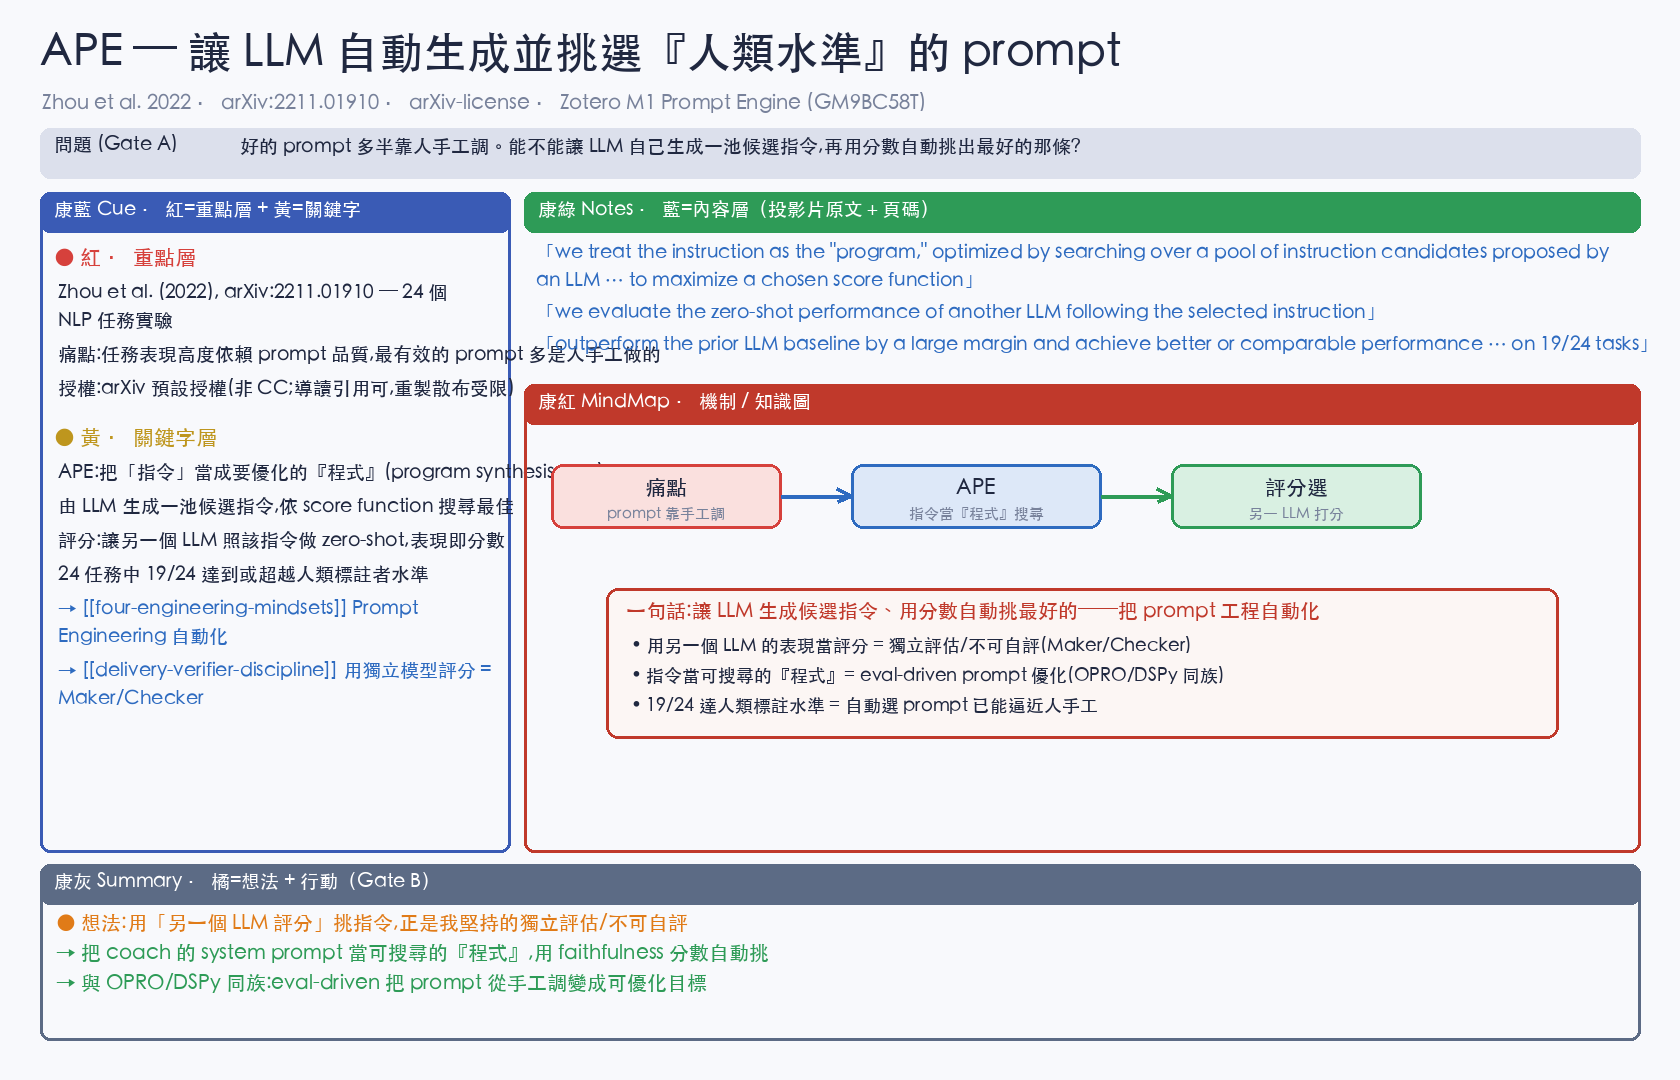 APE — 讓 LLM 自動生成並挑選『人類水準』的 prompt
Zhou et al. 2022 · arXiv:2211.01910 · arXiv-license · Zotero M1 Prompt Engine (GM9BC58T)
問題 (Gate A) 好的 prompt 多半靠人手工調。能不能讓 LLM 自己生成一池候選指令,再用分數自動挑出最好的那條?
康藍 Cue · 紅=重點層 + 黃=關鍵字
● 紅 · 重點層
Zhou et al. (2022), arXiv:2211.01910 — 24 個
NLP 任務實驗
痛點:任務表現高度依賴 prompt 品質,最有效的 prompt 多是人手工做的
授權:arXiv 預設授權(非 CC;導讀引用可,重製散布受限)
● 黃 · 關鍵字層
APE:把「指令」當成要優化的『程式』(program synthesis
由 LLM 生成一池候選指令,依 score function 搜尋最佳
評分:讓另一個 LLM 照該指令做 zero-shot,表現即分數
24 任務中 19/24 達到或超越人類標註者水準
→ [[four-engineering-mindsets]] Prompt
Engineering 自動化
→ [[delivery-verifier-discipline]] 用獨立模型評分 =
Maker/Checker
康綠 Notes · 藍=內容層（投影片原文 + 頁碼）
「we treat the instruction as the "program," optimized by searching over a pool of instruction candidates proposed by
an LLM ⋯ to maximize a chosen score function」
「we evaluate the zero-shot performance of another LLM following the selected instruction」
「outperform the prior LLM baseline by a large margin and achieve better or comparable performance ⋯ on 19/24 tasks」
康紅 MindMap · 機制 / 知識圖
痛點
prompt 靠手工調
APE
指令當『程式』搜尋
評分選
另一 LLM 打分
一句話:讓 LLM 生成候選指令、用分數自動挑最好的——把 prompt 工程自動化
• 用另一個 LLM 的表現當評分 = 獨立評估/不可自評(Maker/Checker)
• 指令當可搜尋的『程式』= eval-driven prompt 優化(OPRO/DSPy 同族)
• 19/24 達人類標註水準 = 自動選 prompt 已能逼近人手工
康灰 Summary · 橘=想法 + 行動（Gate B）
● 想法:用「另一個 LLM 評分」挑指令,正是我堅持的獨立評估/不可自評
→ 把 coach 的 system prompt 當可搜尋的『程式』,用 faithfulness 分數自動挑
→ 與 OPRO/DSPy 同族:eval-driven 把 prompt 從手工調變成可優化目標